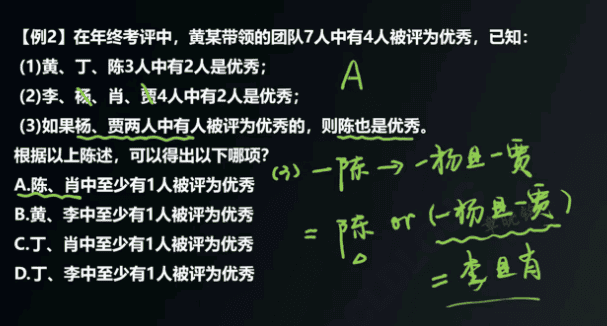 【例2】在年终考评中，黄某带领的团队7人中有4人被评为优秀，已知：
(1)黄、丁、陈3人中有2人是优秀；
(2)李、杨、肖、贾4人中有2人是优秀；
(3)如果杨、贾两人中有人被评为优秀的，则陈也是优秀。
根据以上陈述，可以得出以下哪项？
A.陈、肖中至少有1人被评为优秀
B.黄、李中至少有1人被评为优秀
C.丁、肖中至少有1人被评为优秀
D.丁、李中至少有1人被评为优秀
A
(3) 一陈→一杨且一贾
= 陈 or (一杨且一贾)
= 李且肖